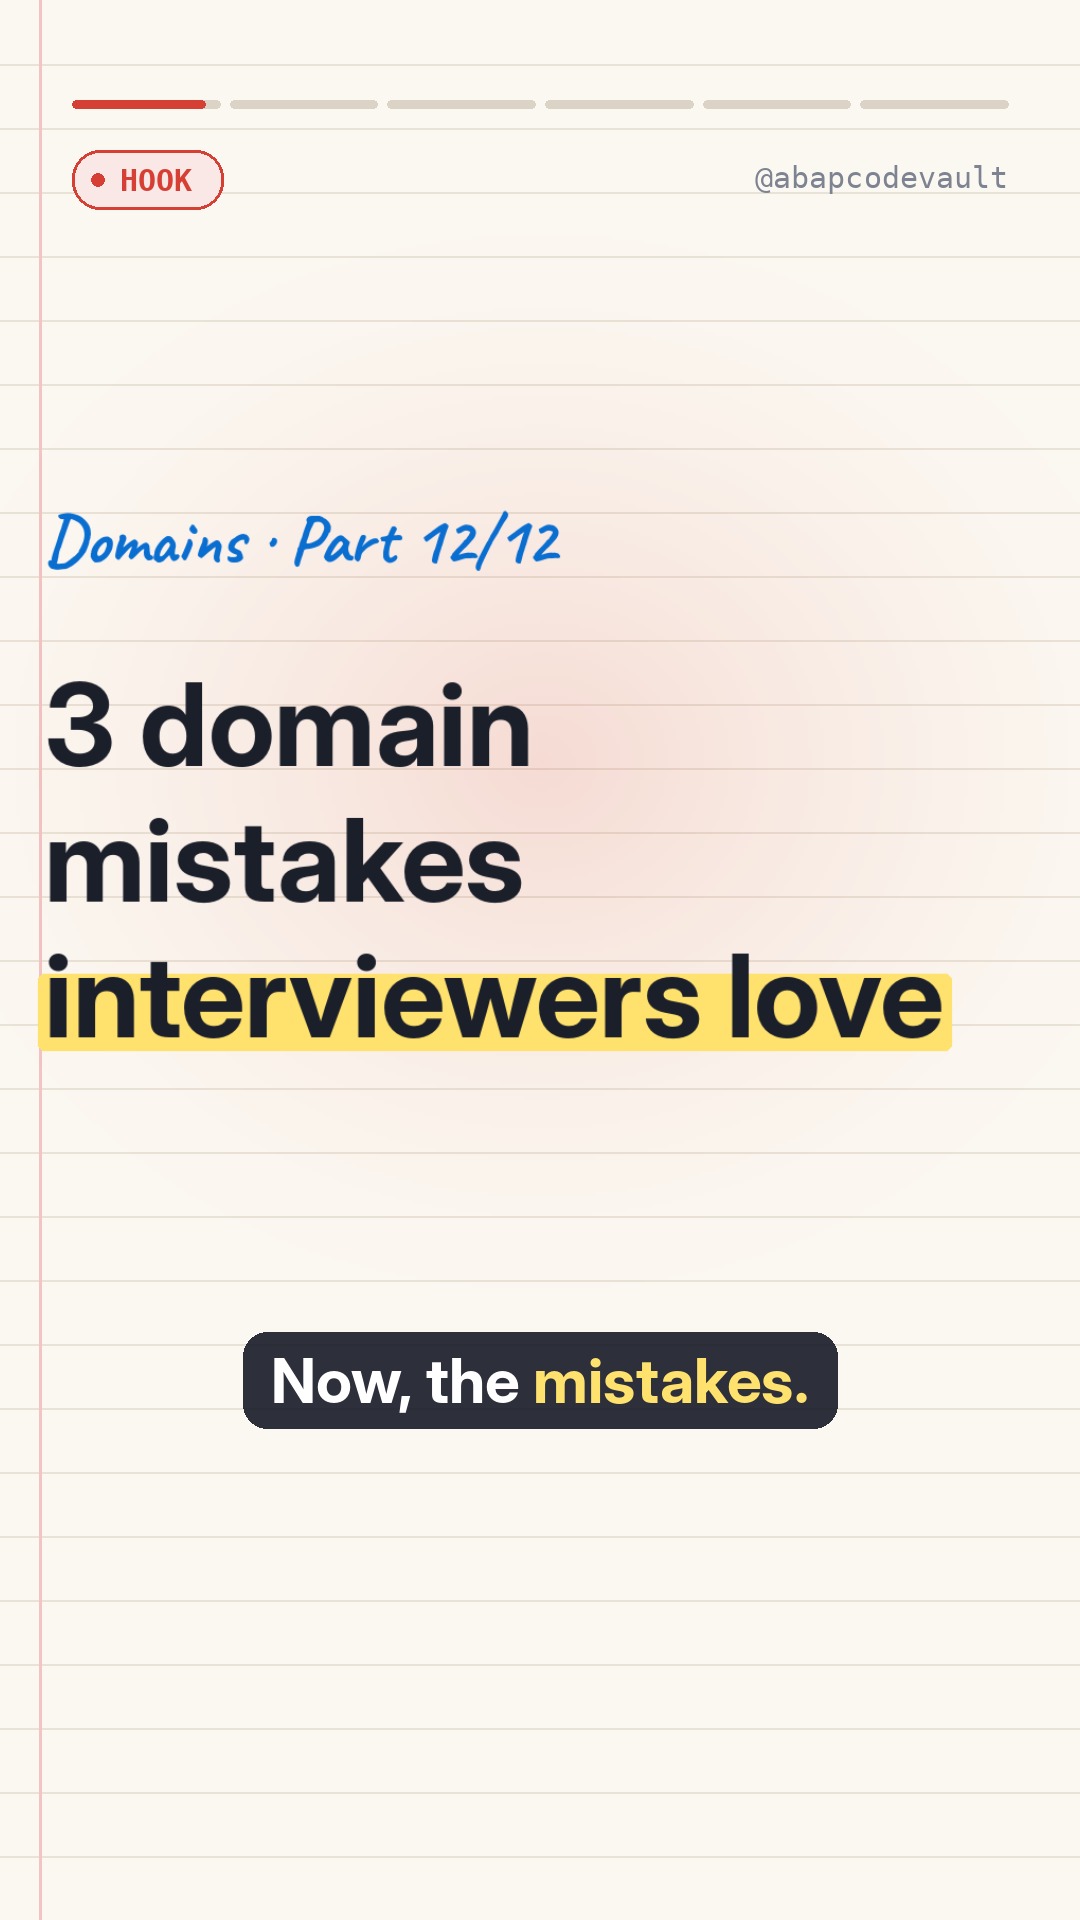 HOOK
@abapcodevault
Domains · Part 12/12
3 domain
mistakes
interviewers love
Now, the mistakes.